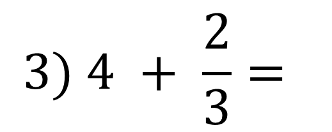 3) 4 + 2/3 =